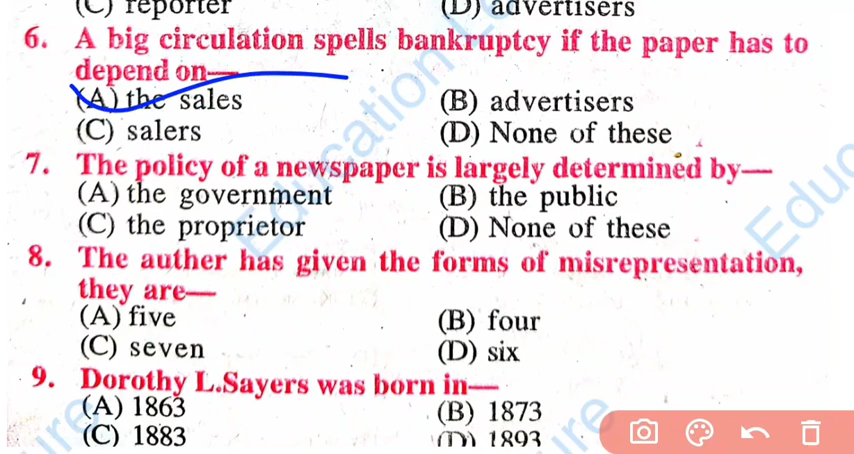 (C) reporter (D) advertisers
6. A big circulation spells bankruptcy if the paper has to
depend on—
(A) the sales (B) advertisers
(C) salers (D) None of these
7. The policy of a newspaper is largely determined by—
(A) the government (B) the public
(C) the proprietor (D) None of these
8. The auther has given the forms of misrepresentation,
they are—
(A) five (B) four
(C) seven (D) six
9. Dorothy L.Sayers was born in—
(A) 1863 (B) 1873
(C) 1883 (D) 1893